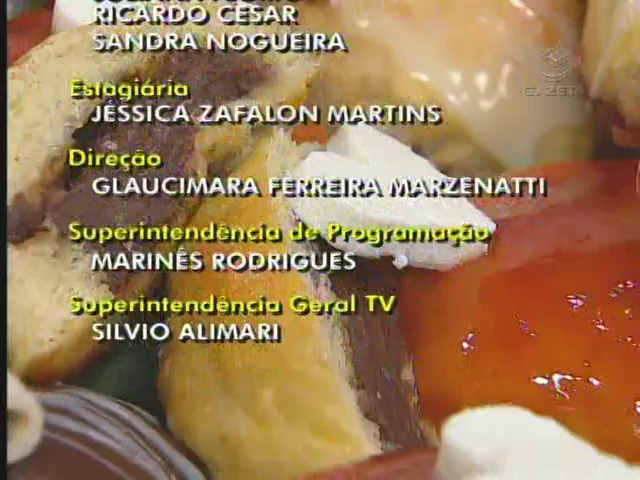 RICARDO CESAR
SANDRA NOGUEIRA
Estagiária
JÉSSICA ZAFALON MARTINS
Direção
GLAUCIMARA FERREIRA MARZENATTI
Superintendência de Programação
MARINÊS RODRIGUES
Superintendência Geral TV
SILVIO ALIMARI